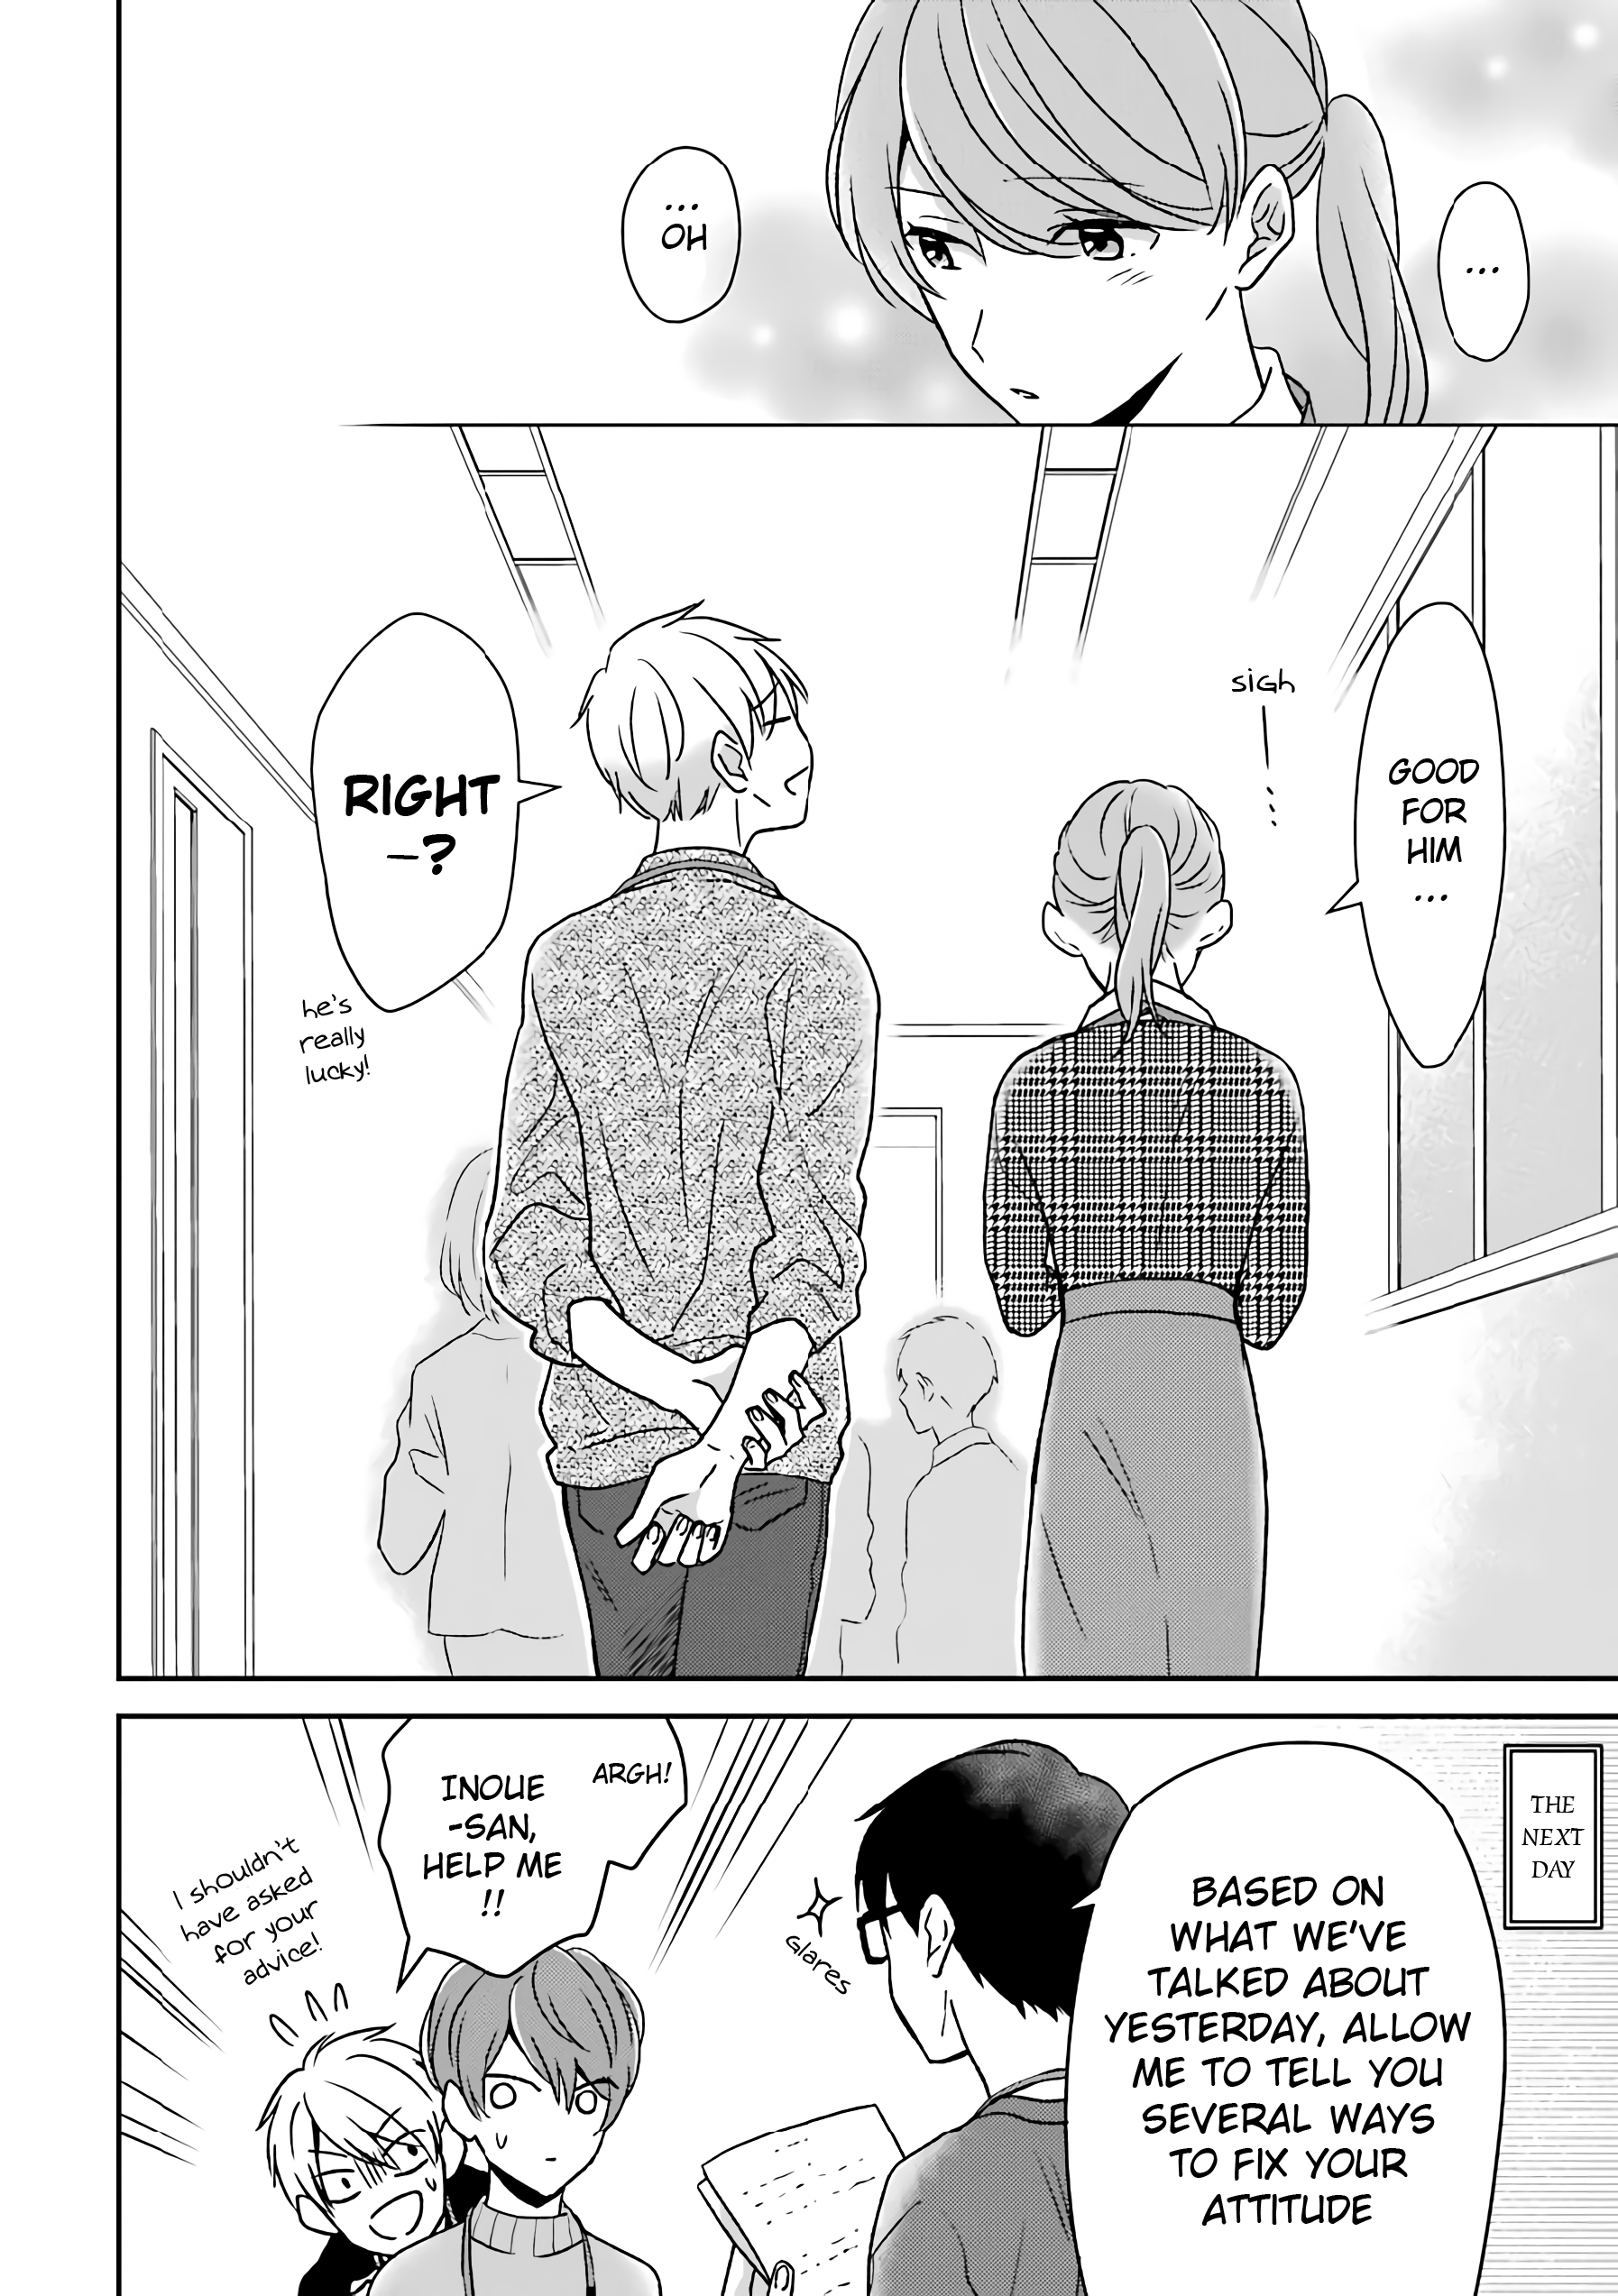 ...
...
OH
GOOD
FOR
HIM
...
sigh
RIGHT
–?
he's
really
lucky!
THE
NEXT
DAY
BASED ON
WHAT WE'VE
TALKED ABOUT
YESTERDAY, ALLOW
ME TO TELL YOU
SEVERAL WAYS
TO FIX YOUR
ATTITUDE
Glares
ARGH!
INOUE
-SAN,
HELP ME
!!
I shouldn't
have asked
for your
advice!